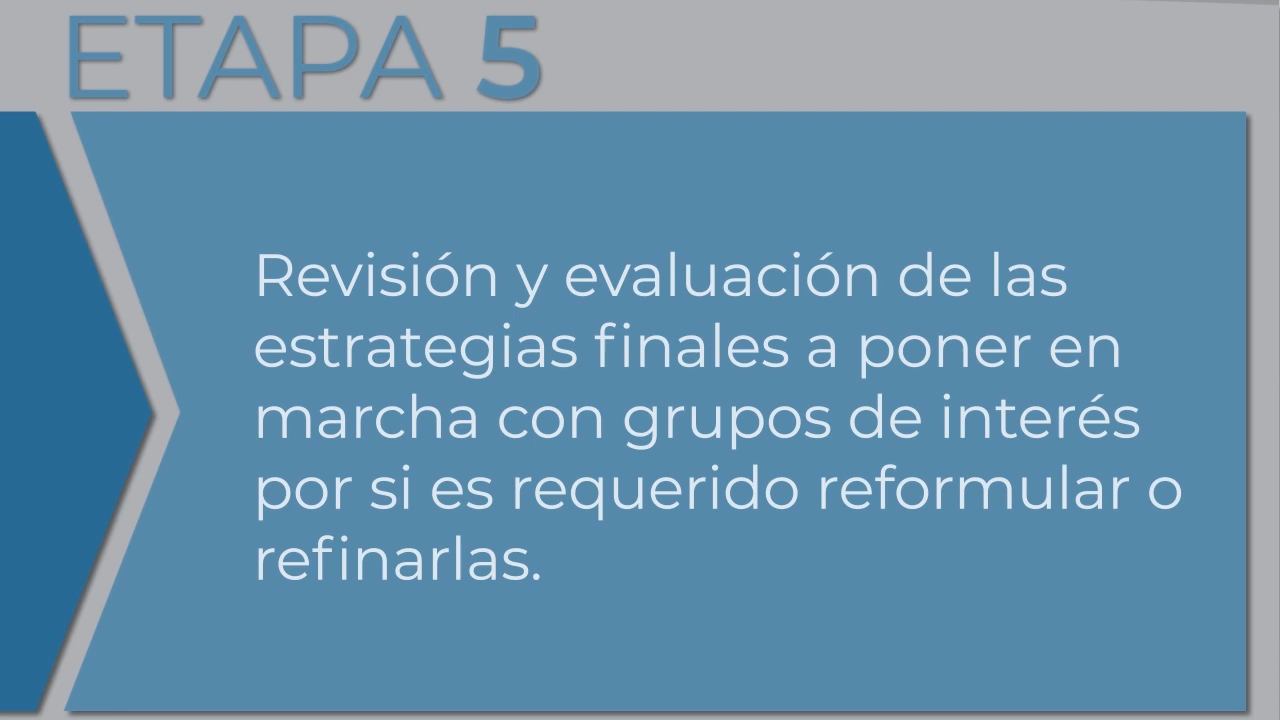 ETAPA 5
Revisión y evaluación de las
estrategias finales a poner en
marcha con grupos de interés
por si es requerido reformular o
refinarlas.